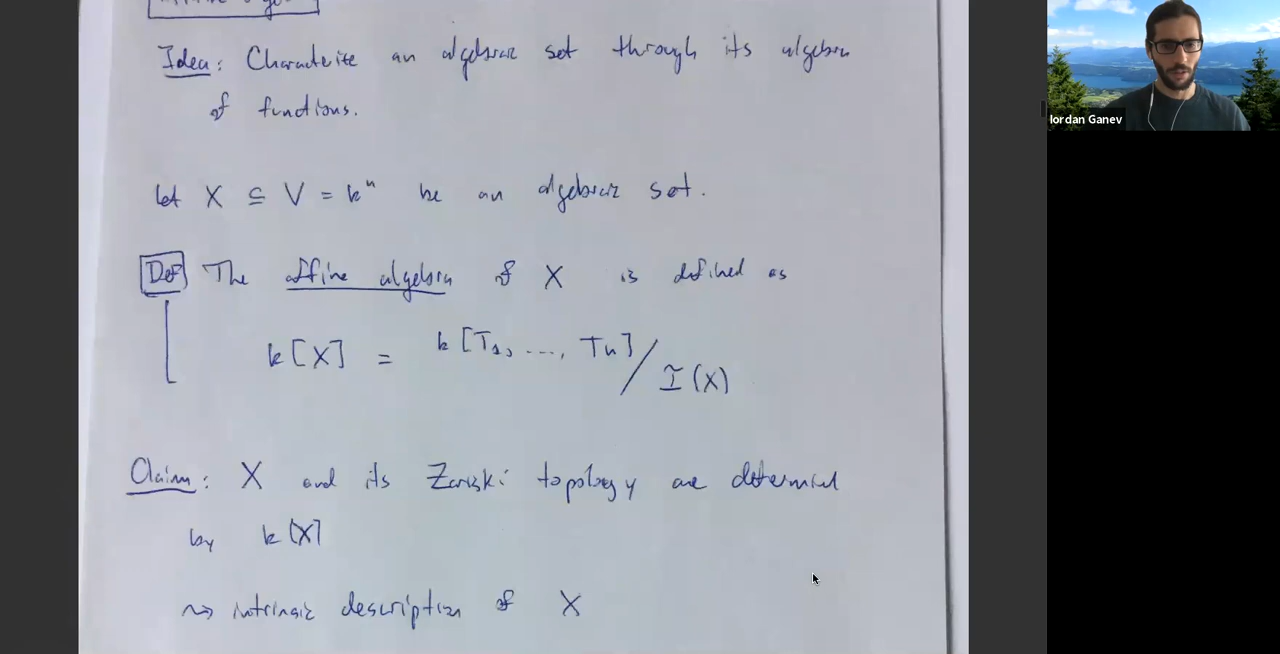 Idea: Characterize an algebraic set through its algebra
of functions.
Iordan Ganev
let X ⊆ V = kⁿ be an algebraic set.
Def The affine algebra of X is defined as
k[X] = k[T₁, ..., Tₙ] / I(X)
Claim: X and its Zariski topology are determined
by k[X]
⇝ intrinsic description of X